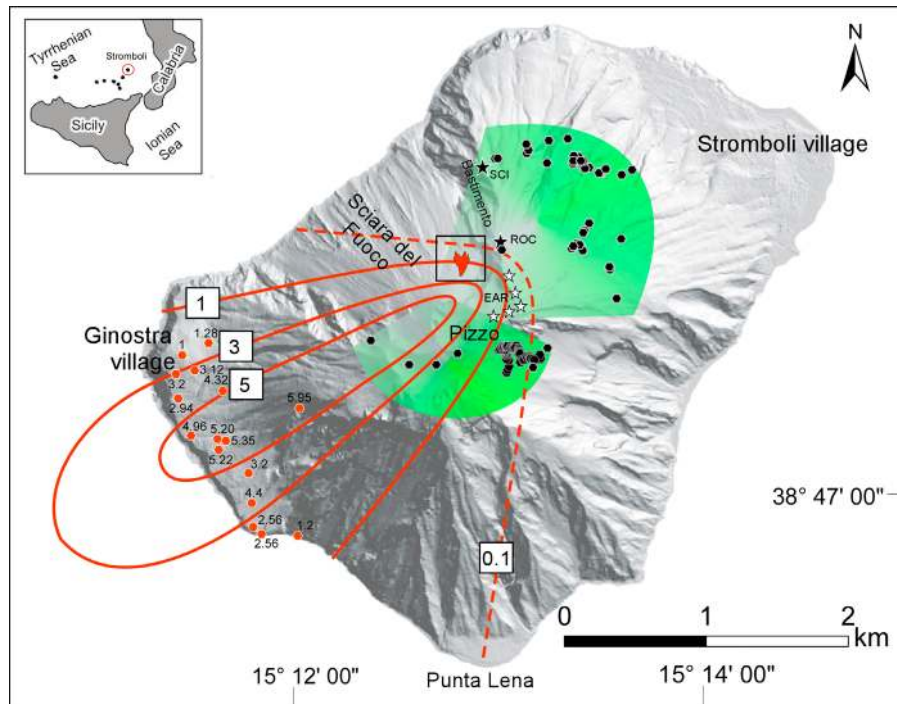 N
Tyrrhenian
Sea
Stromboli
Calabria
Sicily
Ionian
Sea
Stromboli village
Bastimento
SCI
Sciara del
Fuoco
ROC
EAR
Pizzo
1
Ginostra
village
3
5
1.28
1
3.12
3.2
4.32
2.94
5.95
4.96
5.20
5.35
5.22
3.2
4.4
2.56
2.56
1.2
0.1
38° 47' 00"
0 1 2
km
15° 12' 00"
15° 14' 00"
Punta Lena